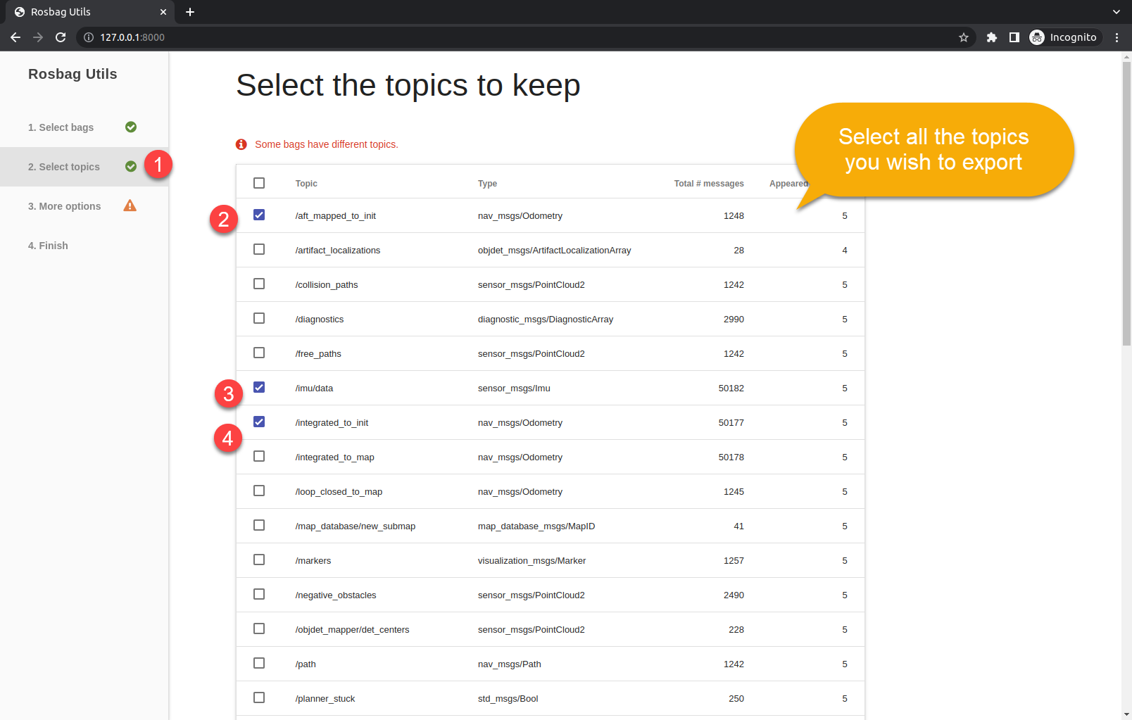 Rosbag Utils
127.0.0.1:8000
Incognito
Rosbag Utils
1. Select bags
2. Select topics
1
3. More options
4. Finish
Select the topics to keep
Some bags have different topics.
Select all the topics
you wish to export
Topic Type Total # messages Appeared
2 /aft_mapped_to_init nav_msgs/Odometry 1248 5
/artifact_localizations objdet_msgs/ArtifactLocalizationArray 28 4
/collision_paths sensor_msgs/PointCloud2 1242 5
/diagnostics diagnostic_msgs/DiagnosticArray 2990 5
/free_paths sensor_msgs/PointCloud2 1242 5
3 /imu/data sensor_msgs/Imu 50182 5
4 /integrated_to_init nav_msgs/Odometry 50177 5
/integrated_to_map nav_msgs/Odometry 50178 5
/loop_closed_to_map nav_msgs/Odometry 1245 5
/map_database/new_submap map_database_msgs/MapID 41 5
/markers visualization_msgs/Marker 1257 5
/negative_obstacles sensor_msgs/PointCloud2 2490 5
/objdet_mapper/det_centers sensor_msgs/PointCloud2 228 5
/path nav_msgs/Path 1242 5
/planner_stuck std_msgs/Bool 250 5